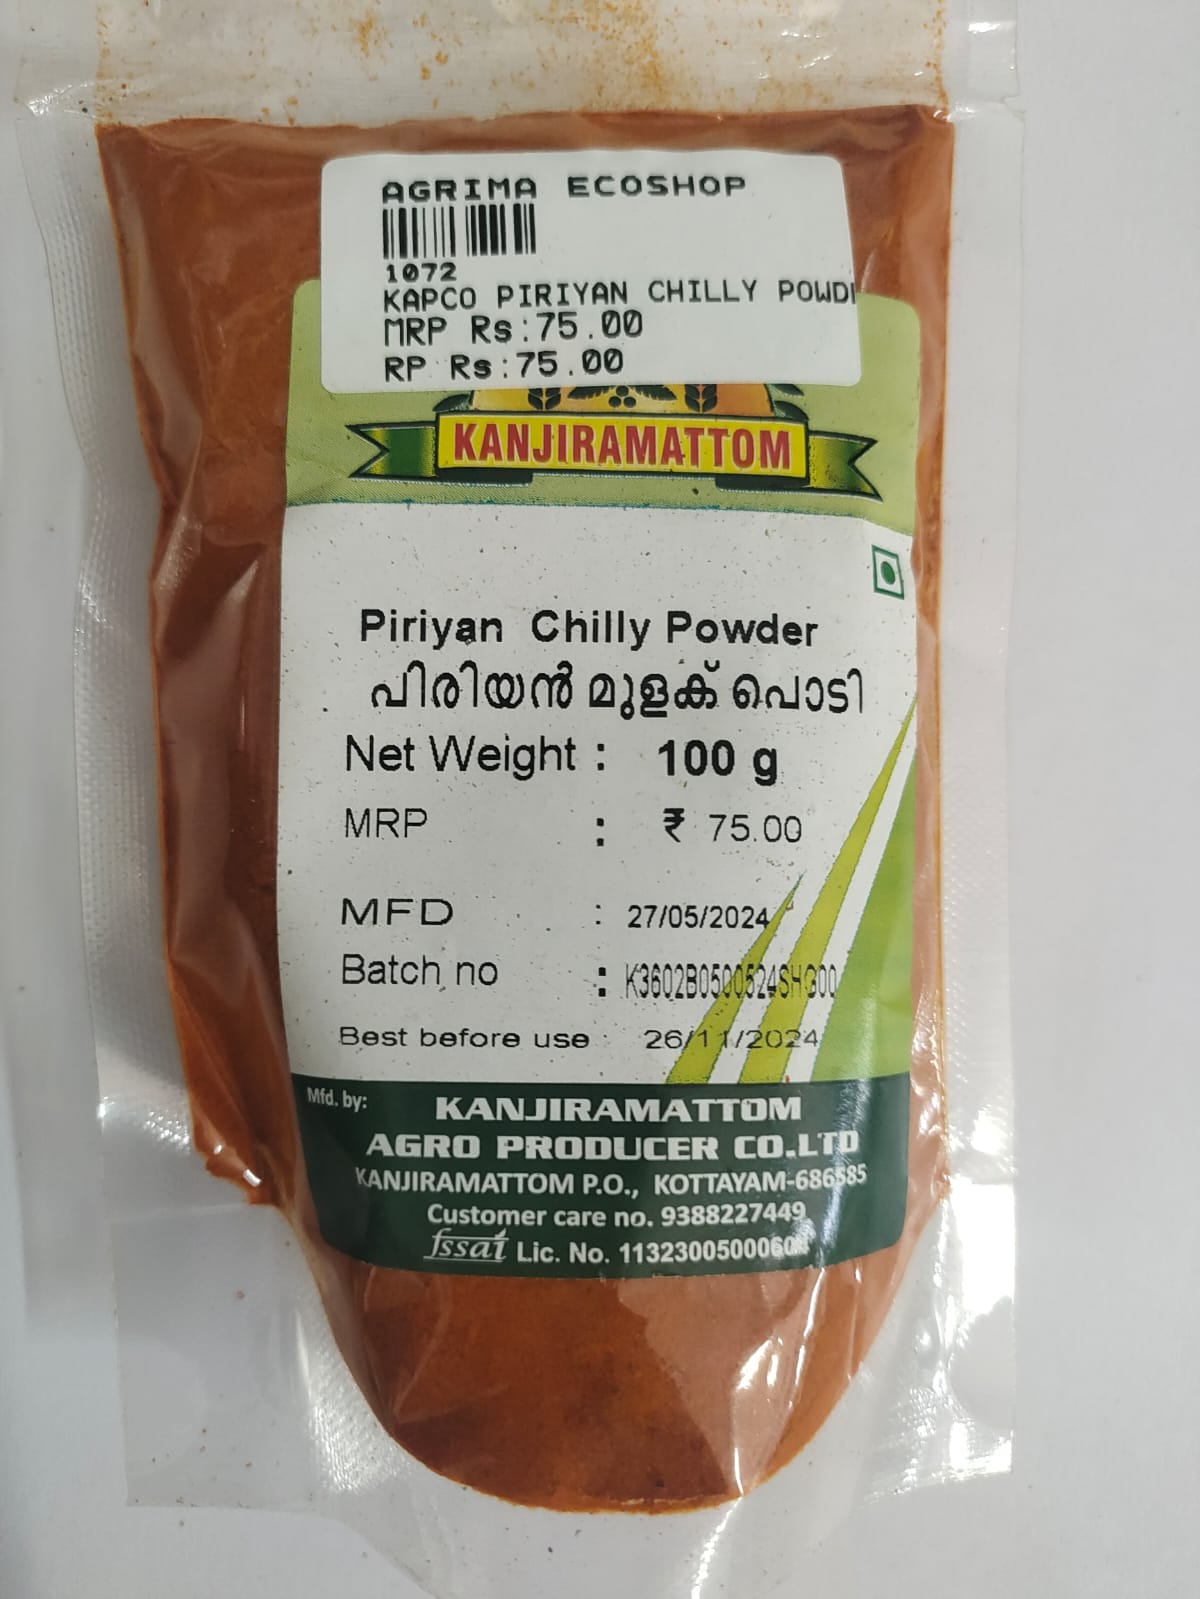 AGRIMA ECOSHOP
1072
KAPCO PIRIYAN CHILLY POWD
MRP Rs:75.00
RP Rs:75.00
KANJIRAMATTOM
Piriyan Chilly Powder
പിരിയൻ മുളക് പൊടി
Net Weight : 100 g
MRP : ₹ 75.00
MFD : 27/05/2024
Batch no :
Best before use : 26/11/2024
Mfd. by: KANJIRAMATTOM
AGRO PRODUCER CO.LTD
KANJIRAMATTOM P.O., KOTTAYAM-686585
Customer care no. 9388227449
fssai Lic. No.